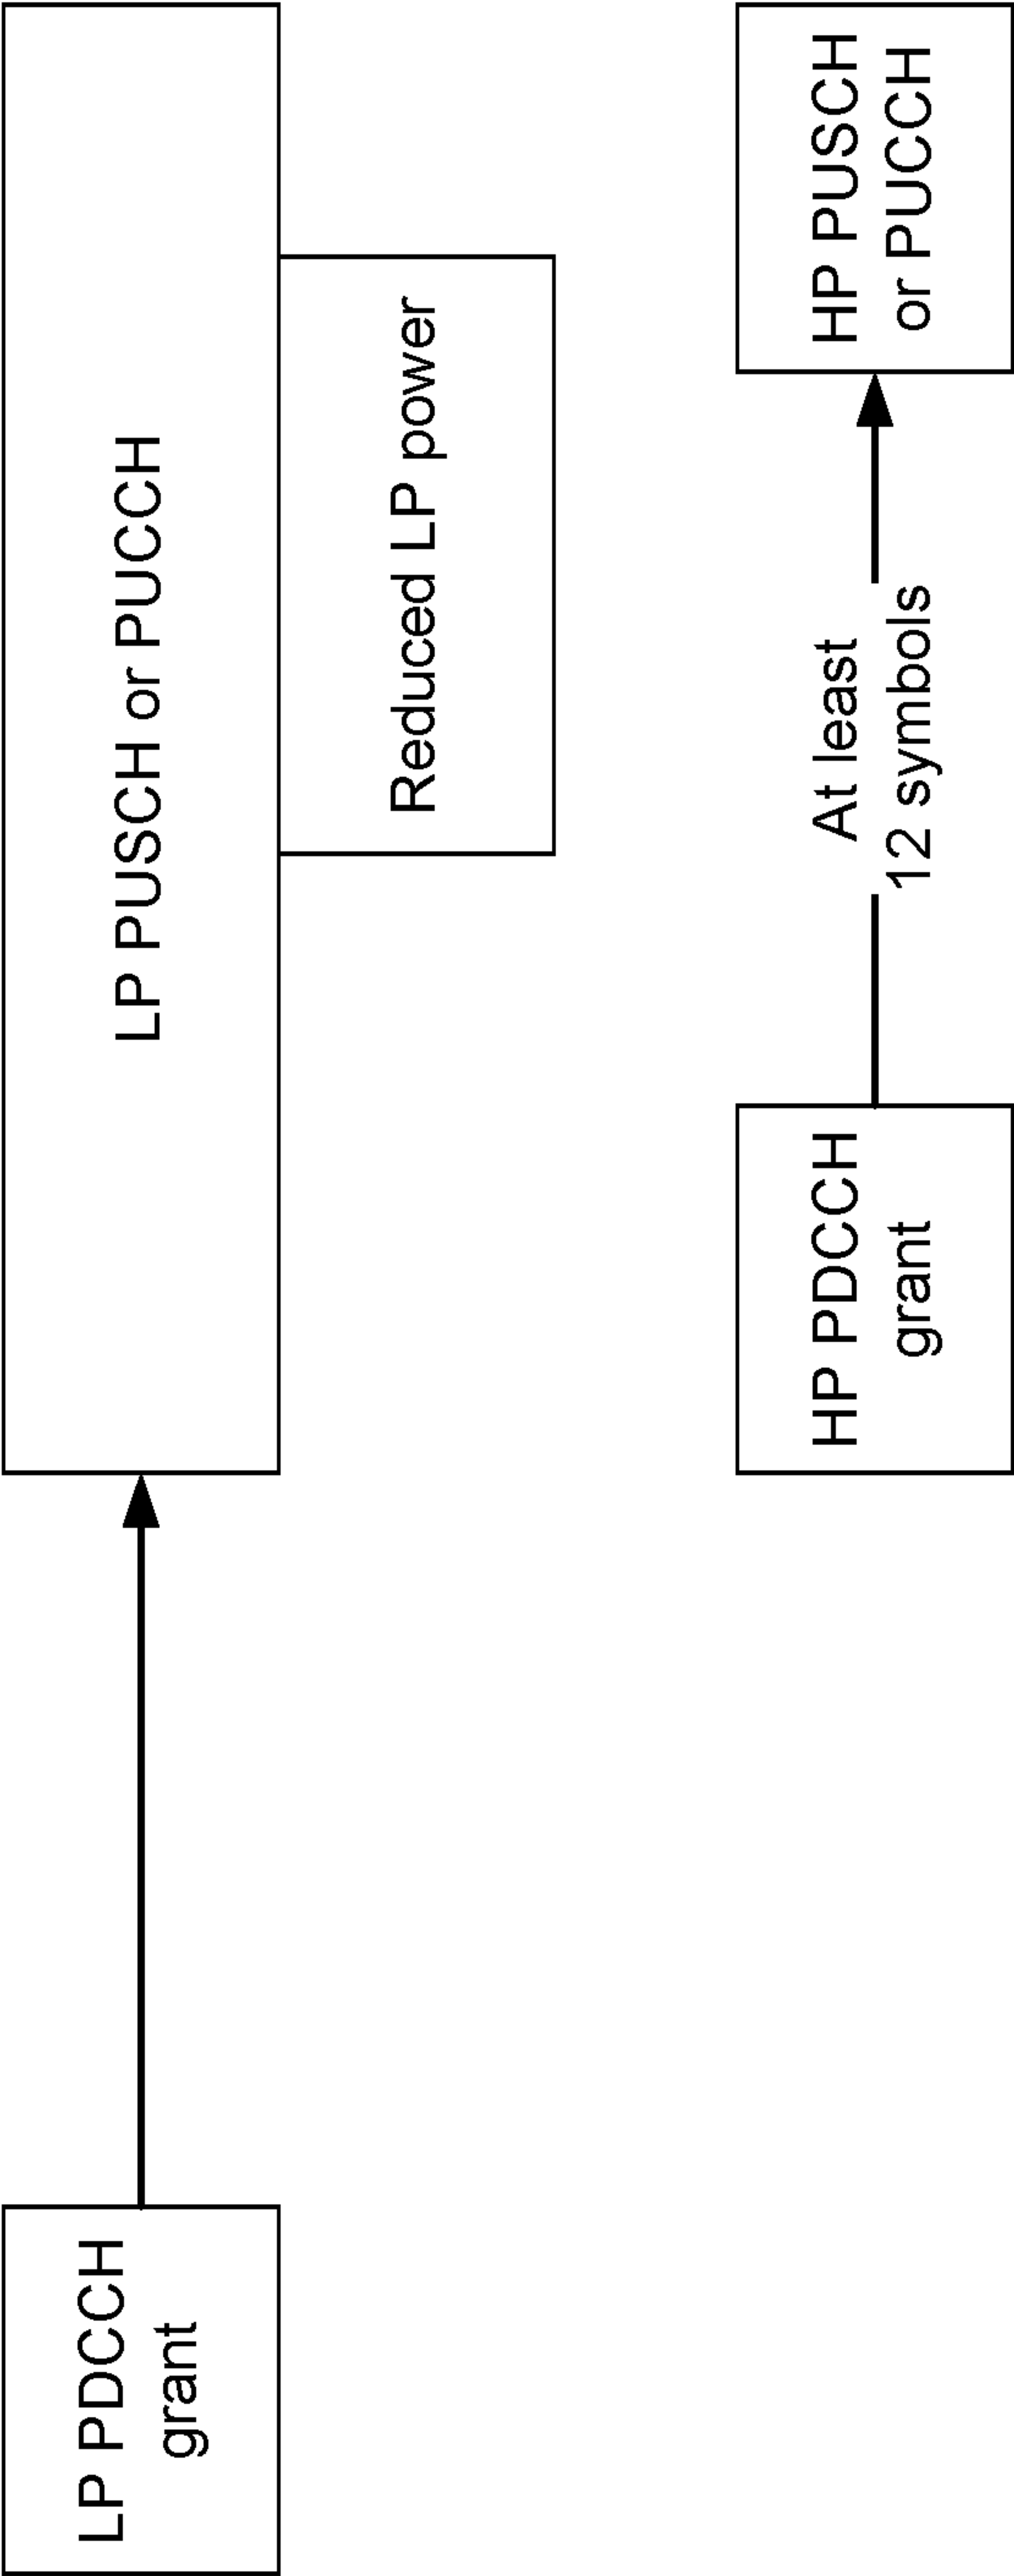 LP PDCCH
grant
LP PUSCH or PUCCH
Reduced LP power
HP PDCCH
grant
At least
12 symbols
HP PUSCH
or PUCCH